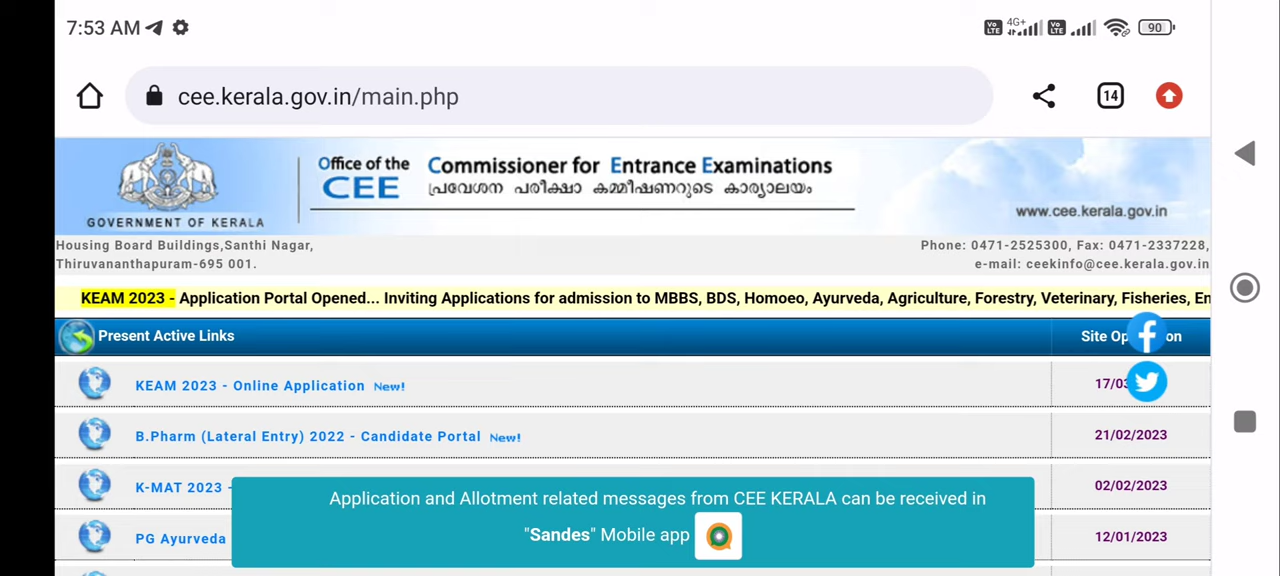 7:53 AM
Vo LTE 4G+ Vo LTE 90
cee.kerala.gov.in/main.php
14
GOVERNMENT OF KERALA
Office of the
CEE
Commissioner for Entrance Examinations
പ്രവേശന പരീക്ഷാ കമ്മീഷണറുടെ കാര്യാലയം
www.cee.kerala.gov.in
Housing Board Buildings,Santhi Nagar,
Thiruvananthapuram-695 001.
Phone: 0471-2525300, Fax: 0471-2337228,
e-mail: ceekinfo@cee.kerala.gov.in
KEAM 2023 - Application Portal Opened... Inviting Applications for admission to MBBS, BDS, Homoeo, Ayurveda, Agriculture, Forestry, Veterinary, Fisheries, En
Present Active Links Site Op on
KEAM 2023 - Online Application New! 17/03
B.Pharm (Lateral Entry) 2022 - Candidate Portal New! 21/02/2023
K-MAT 2023 - 02/02/2023
PG Ayurveda 12/01/2023
Application and Allotment related messages from CEE KERALA can be received in
"Sandes" Mobile app